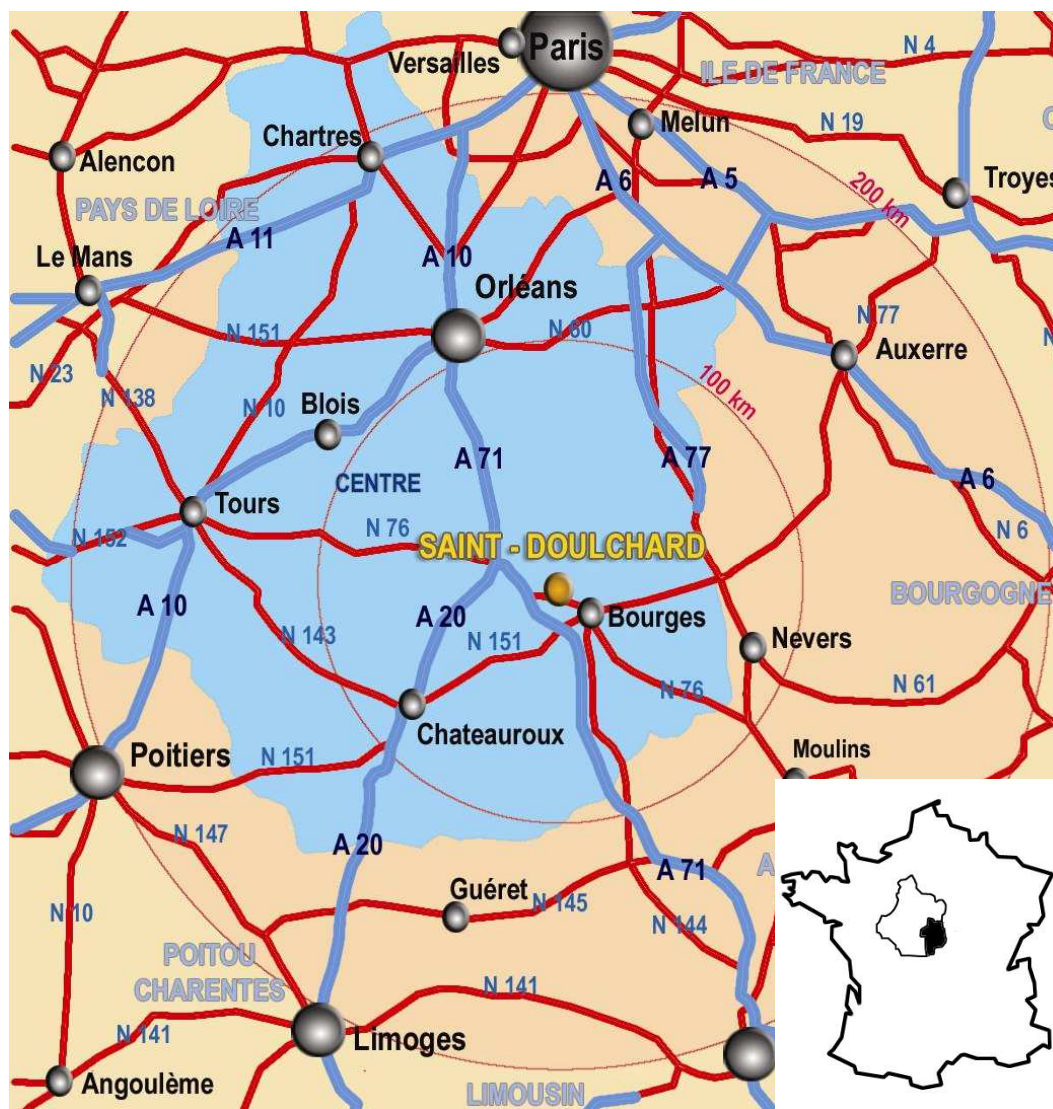 Paris
Versailles
N 4
ILE DE FRANCE
Chartres
Melun
N 19
Alencon
A 6
A 5
200 km
Troyes
PAYS DE LOIRE
A 11
Le Mans
A 10
Orléans
N 151
N 60
N 77
N
Auxerre
N 23
N 138
N 10
Blois
100 km
A 71
A 77
CENTRE
A 6
Tours
N 152
N 76
N 6
SAINT - DOULCHARD
BOURGOGNE
A 10
N 143
A 20
N 151
Bourges
Nevers
N 76
N 61
Chateauroux
Poitiers
N 151
Moulins
N 147
A 20
A 71
A
Guéret
N 10
N 145
N 144
POITOU
CHARENTES
N 141
N 141
Limoges
Angoulème
LIMOUSIN